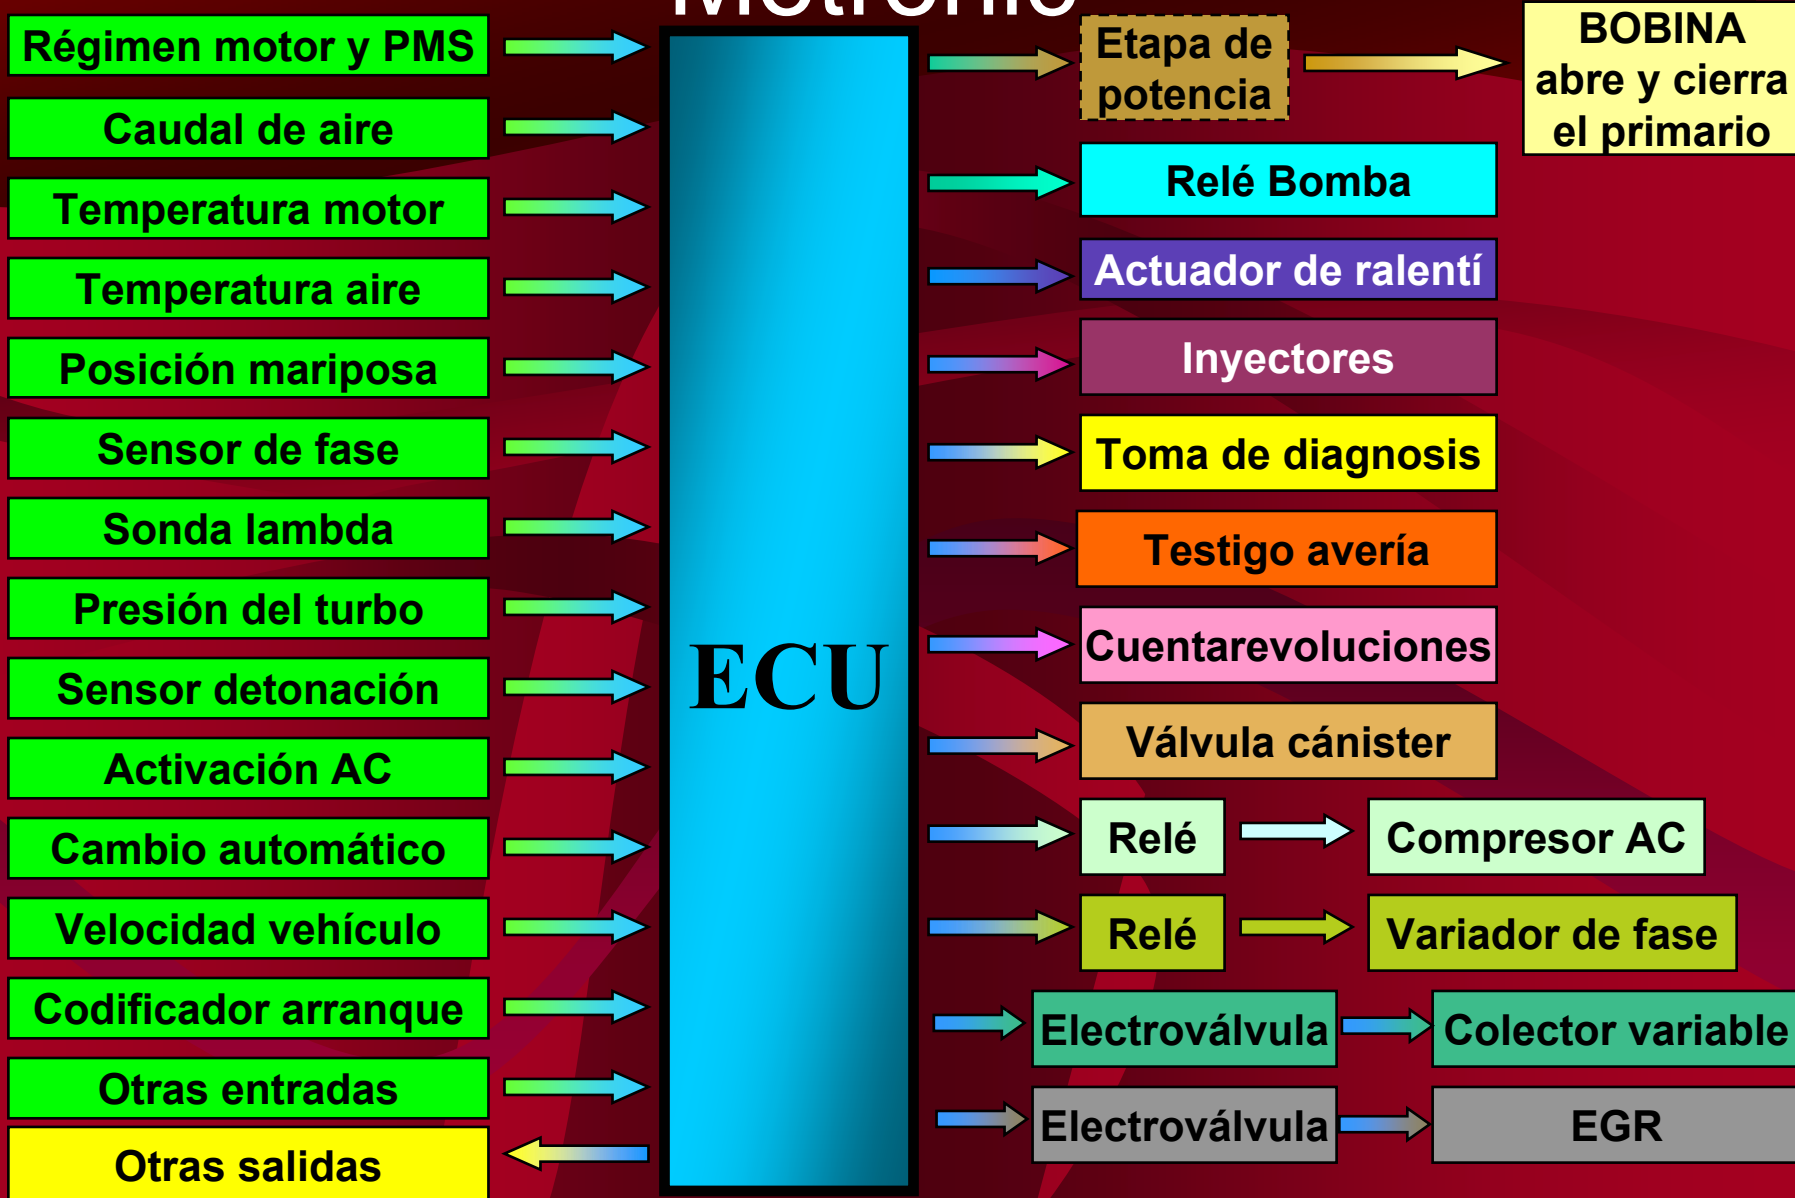 Motronic
Régimen motor y PMS
Caudal de aire
Temperatura motor
Temperatura aire
Posición mariposa
Sensor de fase
Sonda lambda
Presión del turbo
Sensor detonación
Activación AC
Cambio automático
Velocidad vehículo
Codificador arranque
Otras entradas
Otras salidas
ECU
Etapa de
potencia
BOBINA
abre y cierra
el primario
Relé Bomba
Actuador de ralentí
Inyectores
Toma de diagnosis
Testigo avería
Cuentarevoluciones
Válvula cánister
Relé
Compresor AC
Relé
Variador de fase
Electroválvula
Colector variable
Electroválvula
EGR